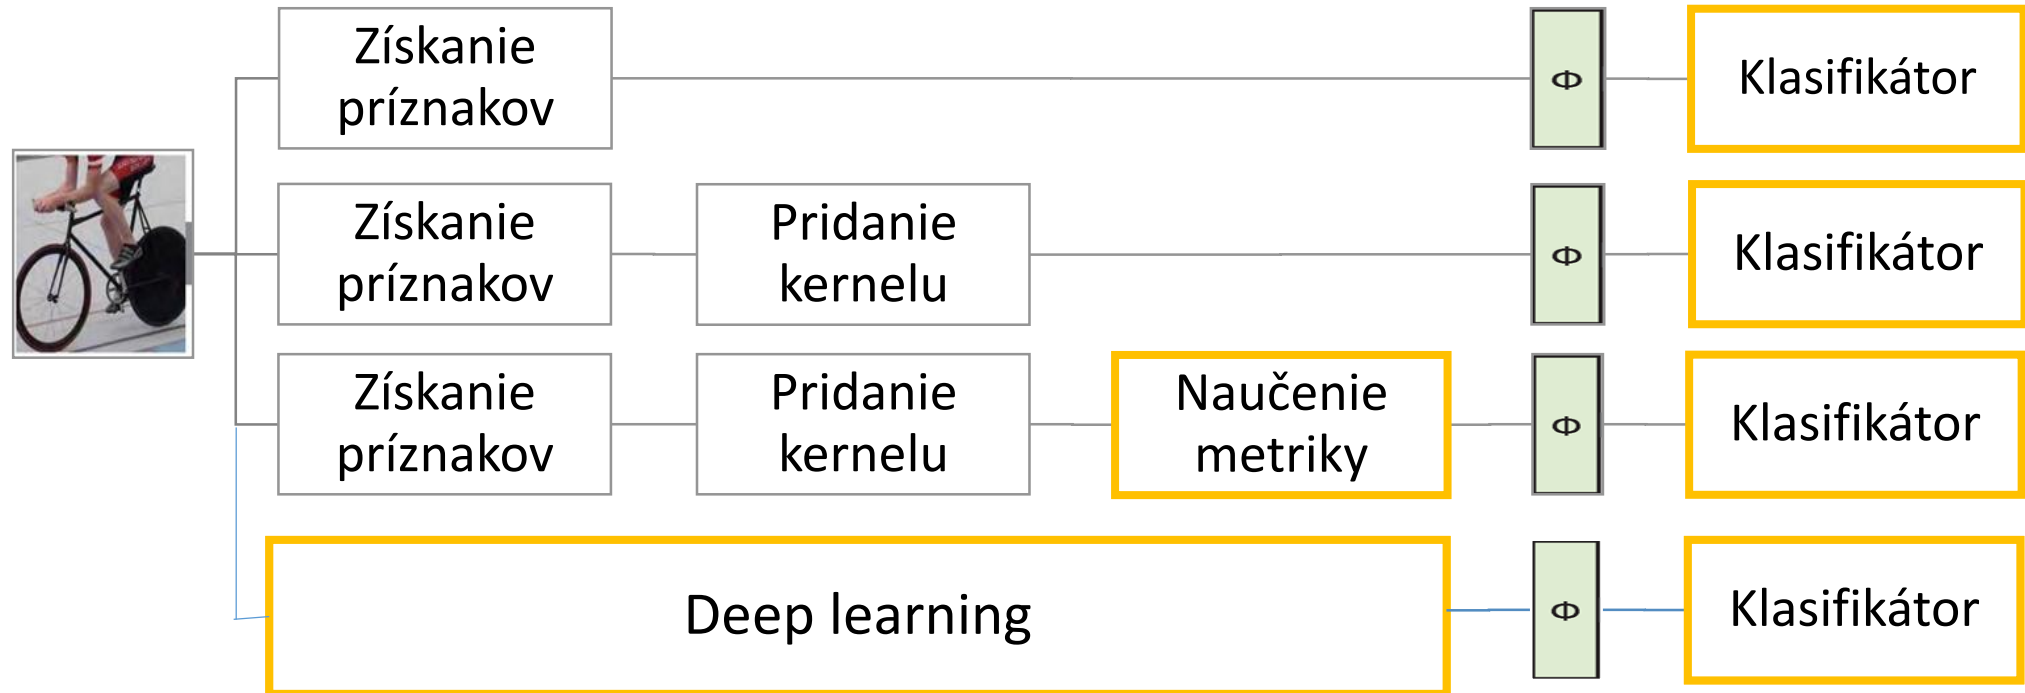 Získanie
príznakov
Φ
Klasifikátor
Získanie
príznakov
Pridanie
kernelu
Φ
Klasifikátor
Získanie
príznakov
Pridanie
kernelu
Naučenie
metriky
Φ
Klasifikátor
Deep learning
Φ
Klasifikátor